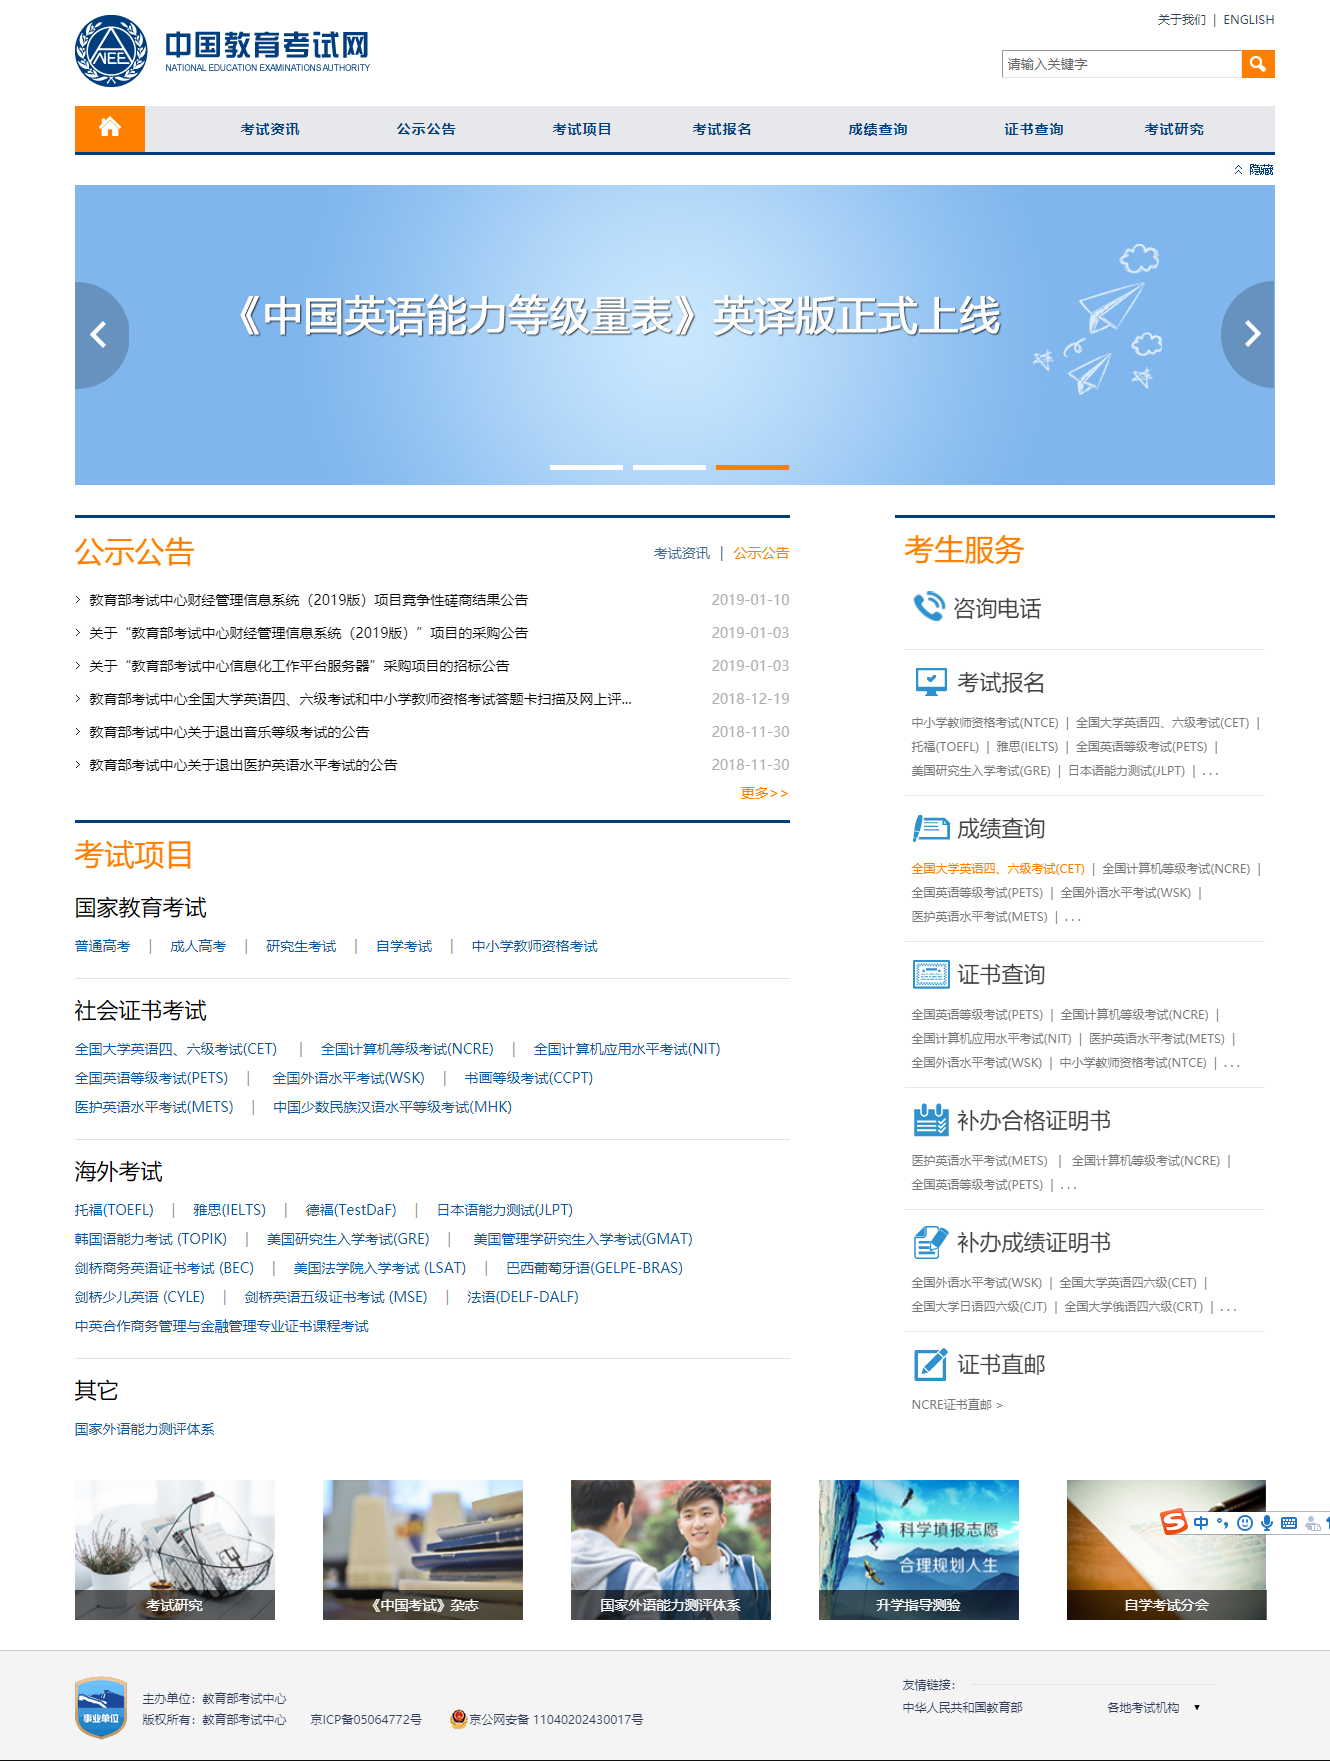 关于我们 | ENGLISH
NEE
中国教育考试网
NATIONAL EDUCATION EXAMINATIONS AUTHORITY
请输入关键字
考试资讯 公示公告 考试项目 考试报名 成绩查询 证书查询 考试研究
隐藏
《中国英语能力等级量表》英译版正式上线
公示公告
考试资讯 | 公示公告
教育部考试中心财经管理信息系统（2019版）项目竞争性磋商结果公告 2019-01-10
关于“教育部考试中心财经管理信息系统（2019版）”项目的采购公告 2019-01-03
关于“教育部考试中心信息化工作平台服务器”采购项目的招标公告 2019-01-03
教育部考试中心全国大学英语四、六级考试和中小学教师资格考试答题卡扫描及网上评... 2018-12-19
教育部考试中心关于退出音乐等级考试的公告 2018-11-30
教育部考试中心关于退出医护英语水平考试的公告 2018-11-30
更多>>
考试项目
国家教育考试
普通高考 | 成人高考 | 研究生考试 | 自学考试 | 中小学教师资格考试
社会证书考试
全国大学英语四、六级考试(CET) | 全国计算机等级考试(NCRE) | 全国计算机应用水平考试(NIT)
全国英语等级考试(PETS) | 全国外语水平考试(WSK) | 书画等级考试(CCPT)
医护英语水平考试(METS) | 中国少数民族汉语水平等级考试(MHK)
海外考试
托福(TOEFL) | 雅思(IELTS) | 德福(TestDaF) | 日本语能力测试(JLPT)
韩国语能力考试 (TOPIK) | 美国研究生入学考试(GRE) | 美国管理学研究生入学考试(GMAT)
剑桥商务英语证书考试 (BEC) | 美国法学院入学考试 (LSAT) | 巴西葡萄牙语(GELPE-BRAS)
剑桥少儿英语 (CYLE) | 剑桥英语五级证书考试 (MSE) | 法语(DELF-DALF)
中英合作商务管理与金融管理专业证书课程考试
其它
国家外语能力测评体系
考生服务
咨询电话
考试报名
中小学教师资格考试(NTCE) | 全国大学英语四、六级考试(CET) |
托福(TOEFL) | 雅思(IELTS) | 全国英语等级考试(PETS) |
美国研究生入学考试(GRE) | 日本语能力测试(JLPT) | . . .
成绩查询
全国大学英语四、六级考试(CET) | 全国计算机等级考试(NCRE) |
全国英语等级考试(PETS) | 全国外语水平考试(WSK) |
医护英语水平考试(METS) | . . .
证书查询
全国英语等级考试(PETS) | 全国计算机等级考试(NCRE) |
全国计算机应用水平考试(NIT) | 医护英语水平考试(METS) |
全国外语水平考试(WSK) | 中小学教师资格考试(NTCE) | . . .
补办合格证明书
医护英语水平考试(METS) | 全国计算机等级考试(NCRE) |
全国英语等级考试(PETS) | . . .
补办成绩证明书
全国外语水平考试(WSK) | 全国大学英语四六级(CET) |
全国大学日语四六级(CJT) | 全国大学俄语四六级(CRT) | . . .
证书直邮
NCRE证书直邮 >
科学填报志愿
合理规划人生
S 中
考试研究 《中国考试》杂志 国家外语能力测评体系 升学指导测验 自学考试分会
事业单位
主办单位：教育部考试中心
版权所有：教育部考试中心 京ICP备05064772号 京公网安备 11040202430017号
友情链接：
中华人民共和国教育部 各地考试机构 ▼